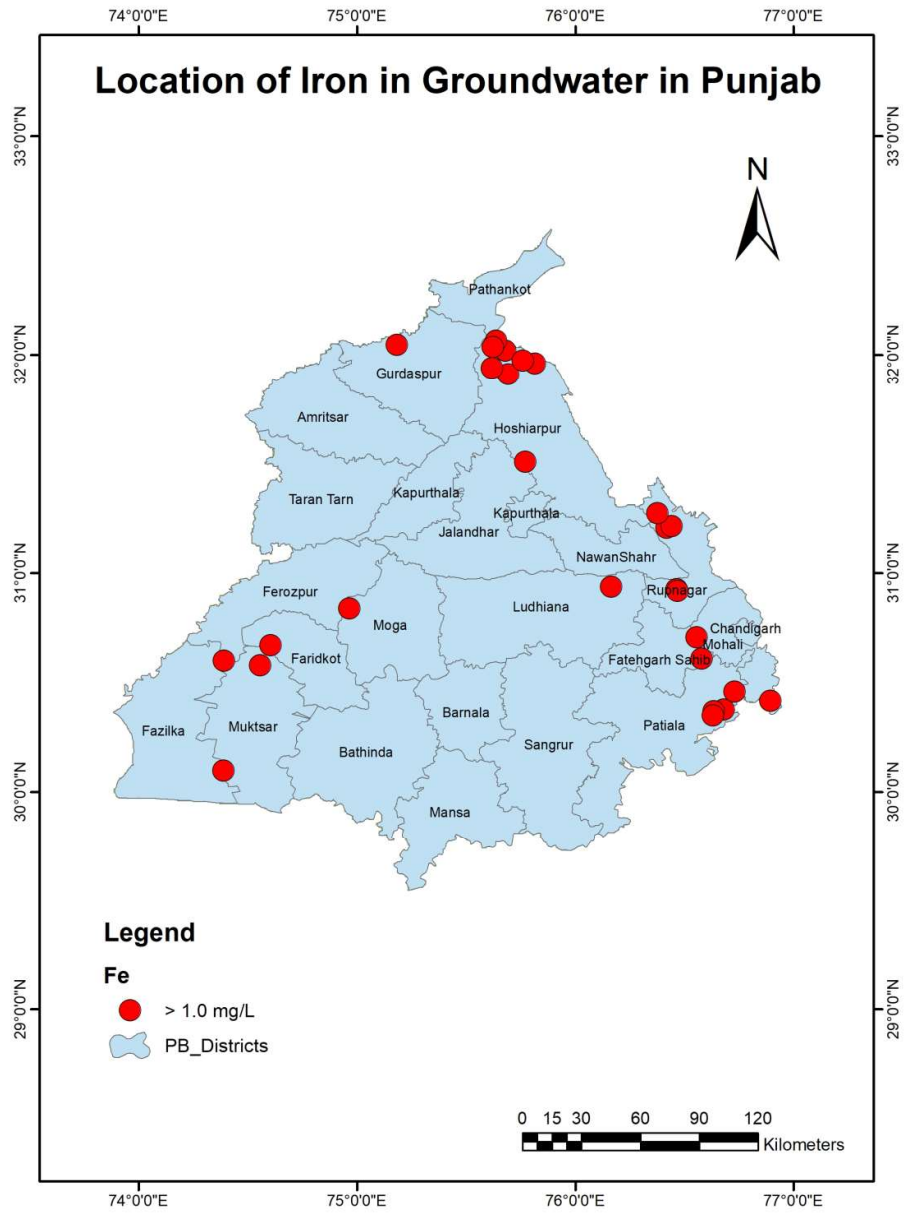 74°0'0"E 75°0'0"E 76°0'0"E 77°0'0"E
Location of Iron in Groundwater in Punjab
33°0'0"N 33°0'0"N
N
Pathankot
32°0'0"N 32°0'0"N
Gurdaspur
Amritsar
Hoshiarpur
Taran Tarn
Kapurthala
Kapurthala
Jalandhar
NawanShahr
31°0'0"N 31°0'0"N
Ferozpur
Rupnagar
Ludhiana
Moga
Chandigarh
Mohali
Faridkot
Fatehgarh Sahib
Barnala
Fazilka
Muktsar
Patiala
Bathinda
Sangrur
30°0'0"N 30°0'0"N
Mansa
Legend
Fe
> 1.0 mg/L
29°0'0"N 29°0'0"N
PB_Districts
0 15 30 60 90 120
Kilometers
74°0'0"E 75°0'0"E 76°0'0"E 77°0'0"E